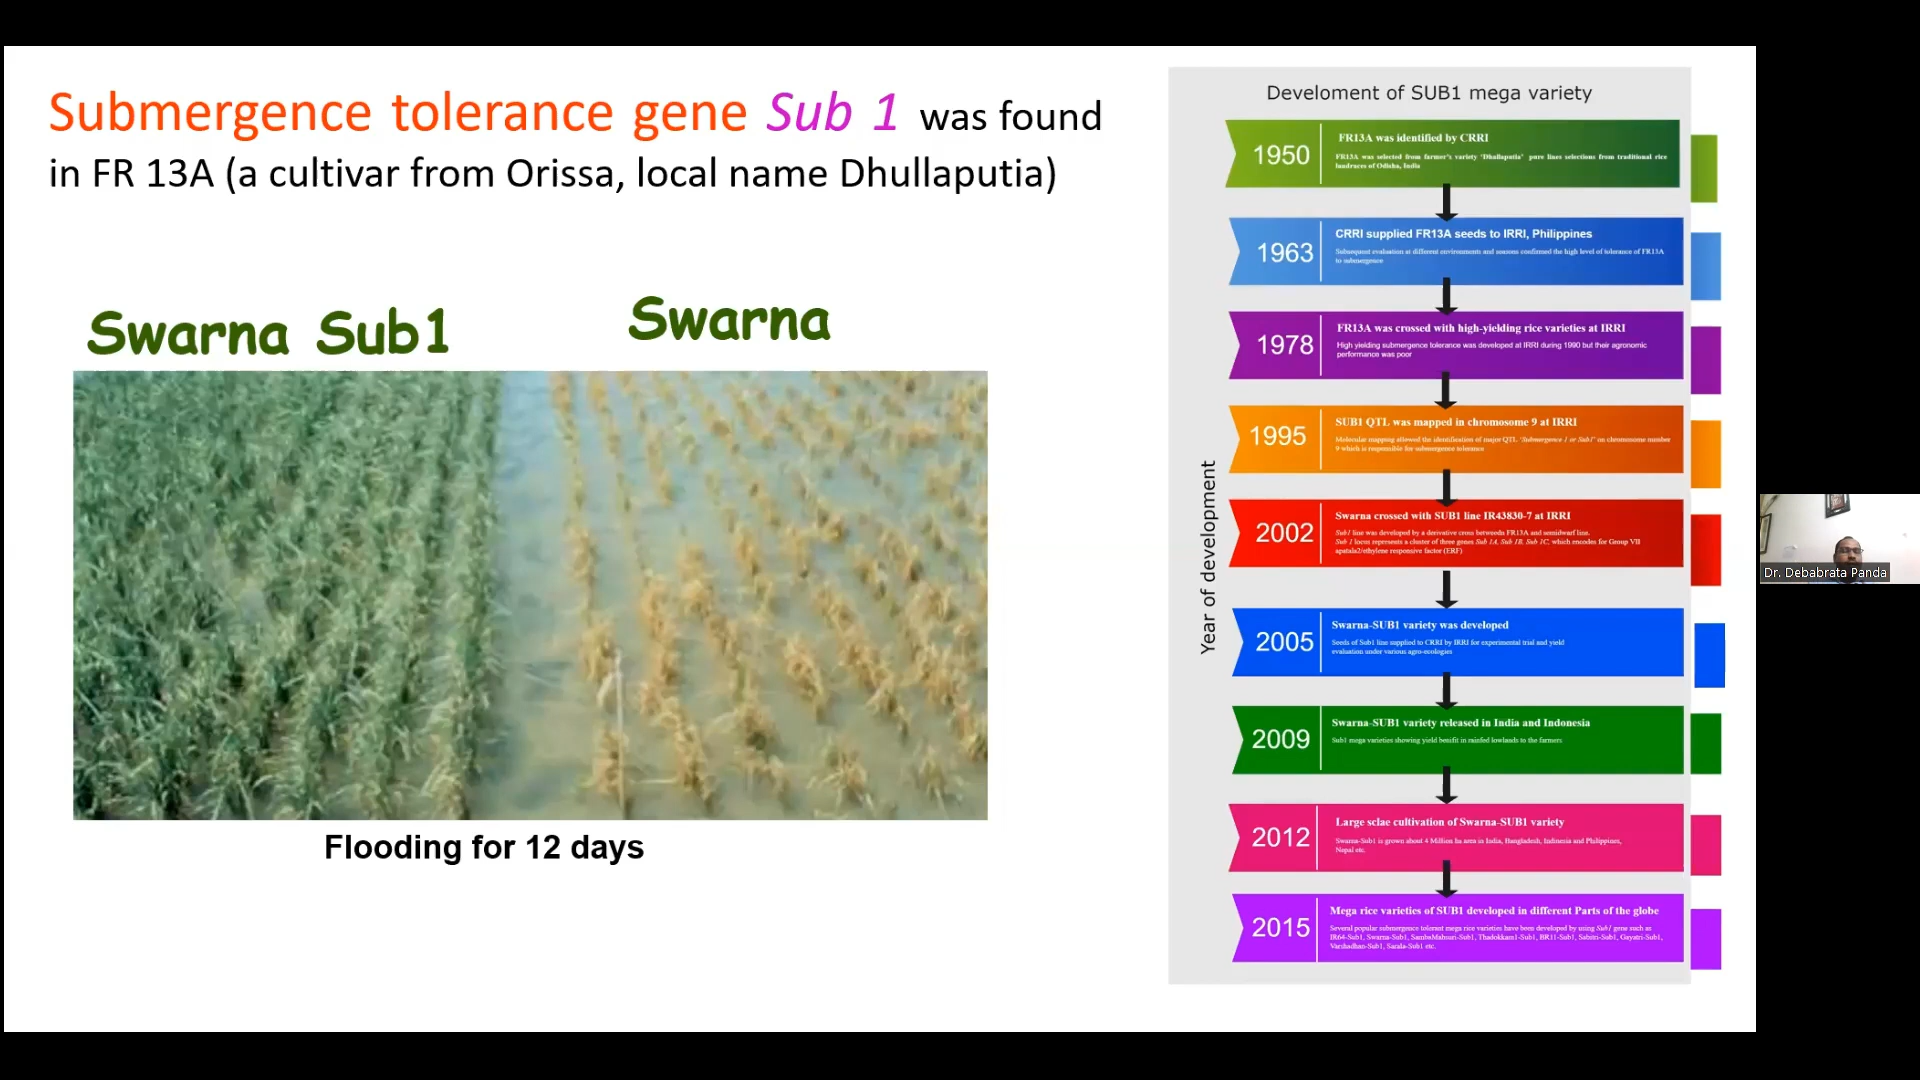 Submergence tolerance gene Sub 1 was found
in FR 13A (a cultivar from Orissa, local name Dhullaputia)
Swarna Sub1
Swarna
Flooding for 12 days
Develoment of SUB1 mega variety
Year of development
1950
FR13A was identified by CRRI
FR13A was selected from farmer's variety 'Dhallaputia' pure lines selections from traditional rice
landraces of Odisha, India
1963
CRRI supplied FR13A seeds to IRRI, Philippines
Subsequent evaluation at different environments and seasons confirmed the high level of tolerance of FR13A
to submergence
1978
FR13A was crossed with high-yielding rice varieties at IRRI
High yielding submergence tolerance was developed at IRRI during 1990 but their agronomic
performance was poor
1995
SUB1 QTL was mapped in chromosome 9 at IRRI
Molecular mapping allowed the identification of major QTL 'Submergence 1 or Sub1' on chromosome number
9 which is responsible for submergence tolerance
2002
Swarna crossed with SUB1 line IR43830-7 at IRRI
Sub1 line was developed by a derivative cross betweeds FR13A and semidwarf line.
Sub 1 locus represents a cluster of three genes Sub 1A, Sub 1B, Sub 1C, which encodes for Group VII
apatala2/ethylene responsive factor (ERF)
2005
Swarna-SUB1 variety was developed
Seeds of Sub1 line supplied to CRRI by IRRI for experimental trial and yield
evaluation under various agro-ecologies
2009
Swarna-SUB1 variety released in India and Indonesia
Sub1 mega varieties showing yield benifit in rainfed lowlands to the farmers
2012
Large sclae cultivation of Swarna-SUB1 variety
Swarna-Sub1 is grown about 4 Million ha area in India, Bangladesh, Indinesia and Philippines,
Nepal etc.
2015
Mega rice varieties of SUB1 developed in different Parts of the globe
Several popular submergence tolerant mega rice varieties have been developed by using Sub1 gene such as
IR64-Sub1, Swarna-Sub1, SambaMahsuri-Sub1, Thadokkam1-Sub1, BR11-Sub1, Sabitri-Sub1, Gayatri-Sub1,
Varshadhan-Sub1, Sarala-Sub1 etc.
Dr. Debabrata Panda